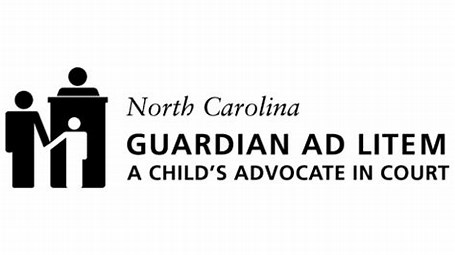 North Carolina
GUARDIAN AD LITEM
A CHILD'S ADVOCATE IN COURT